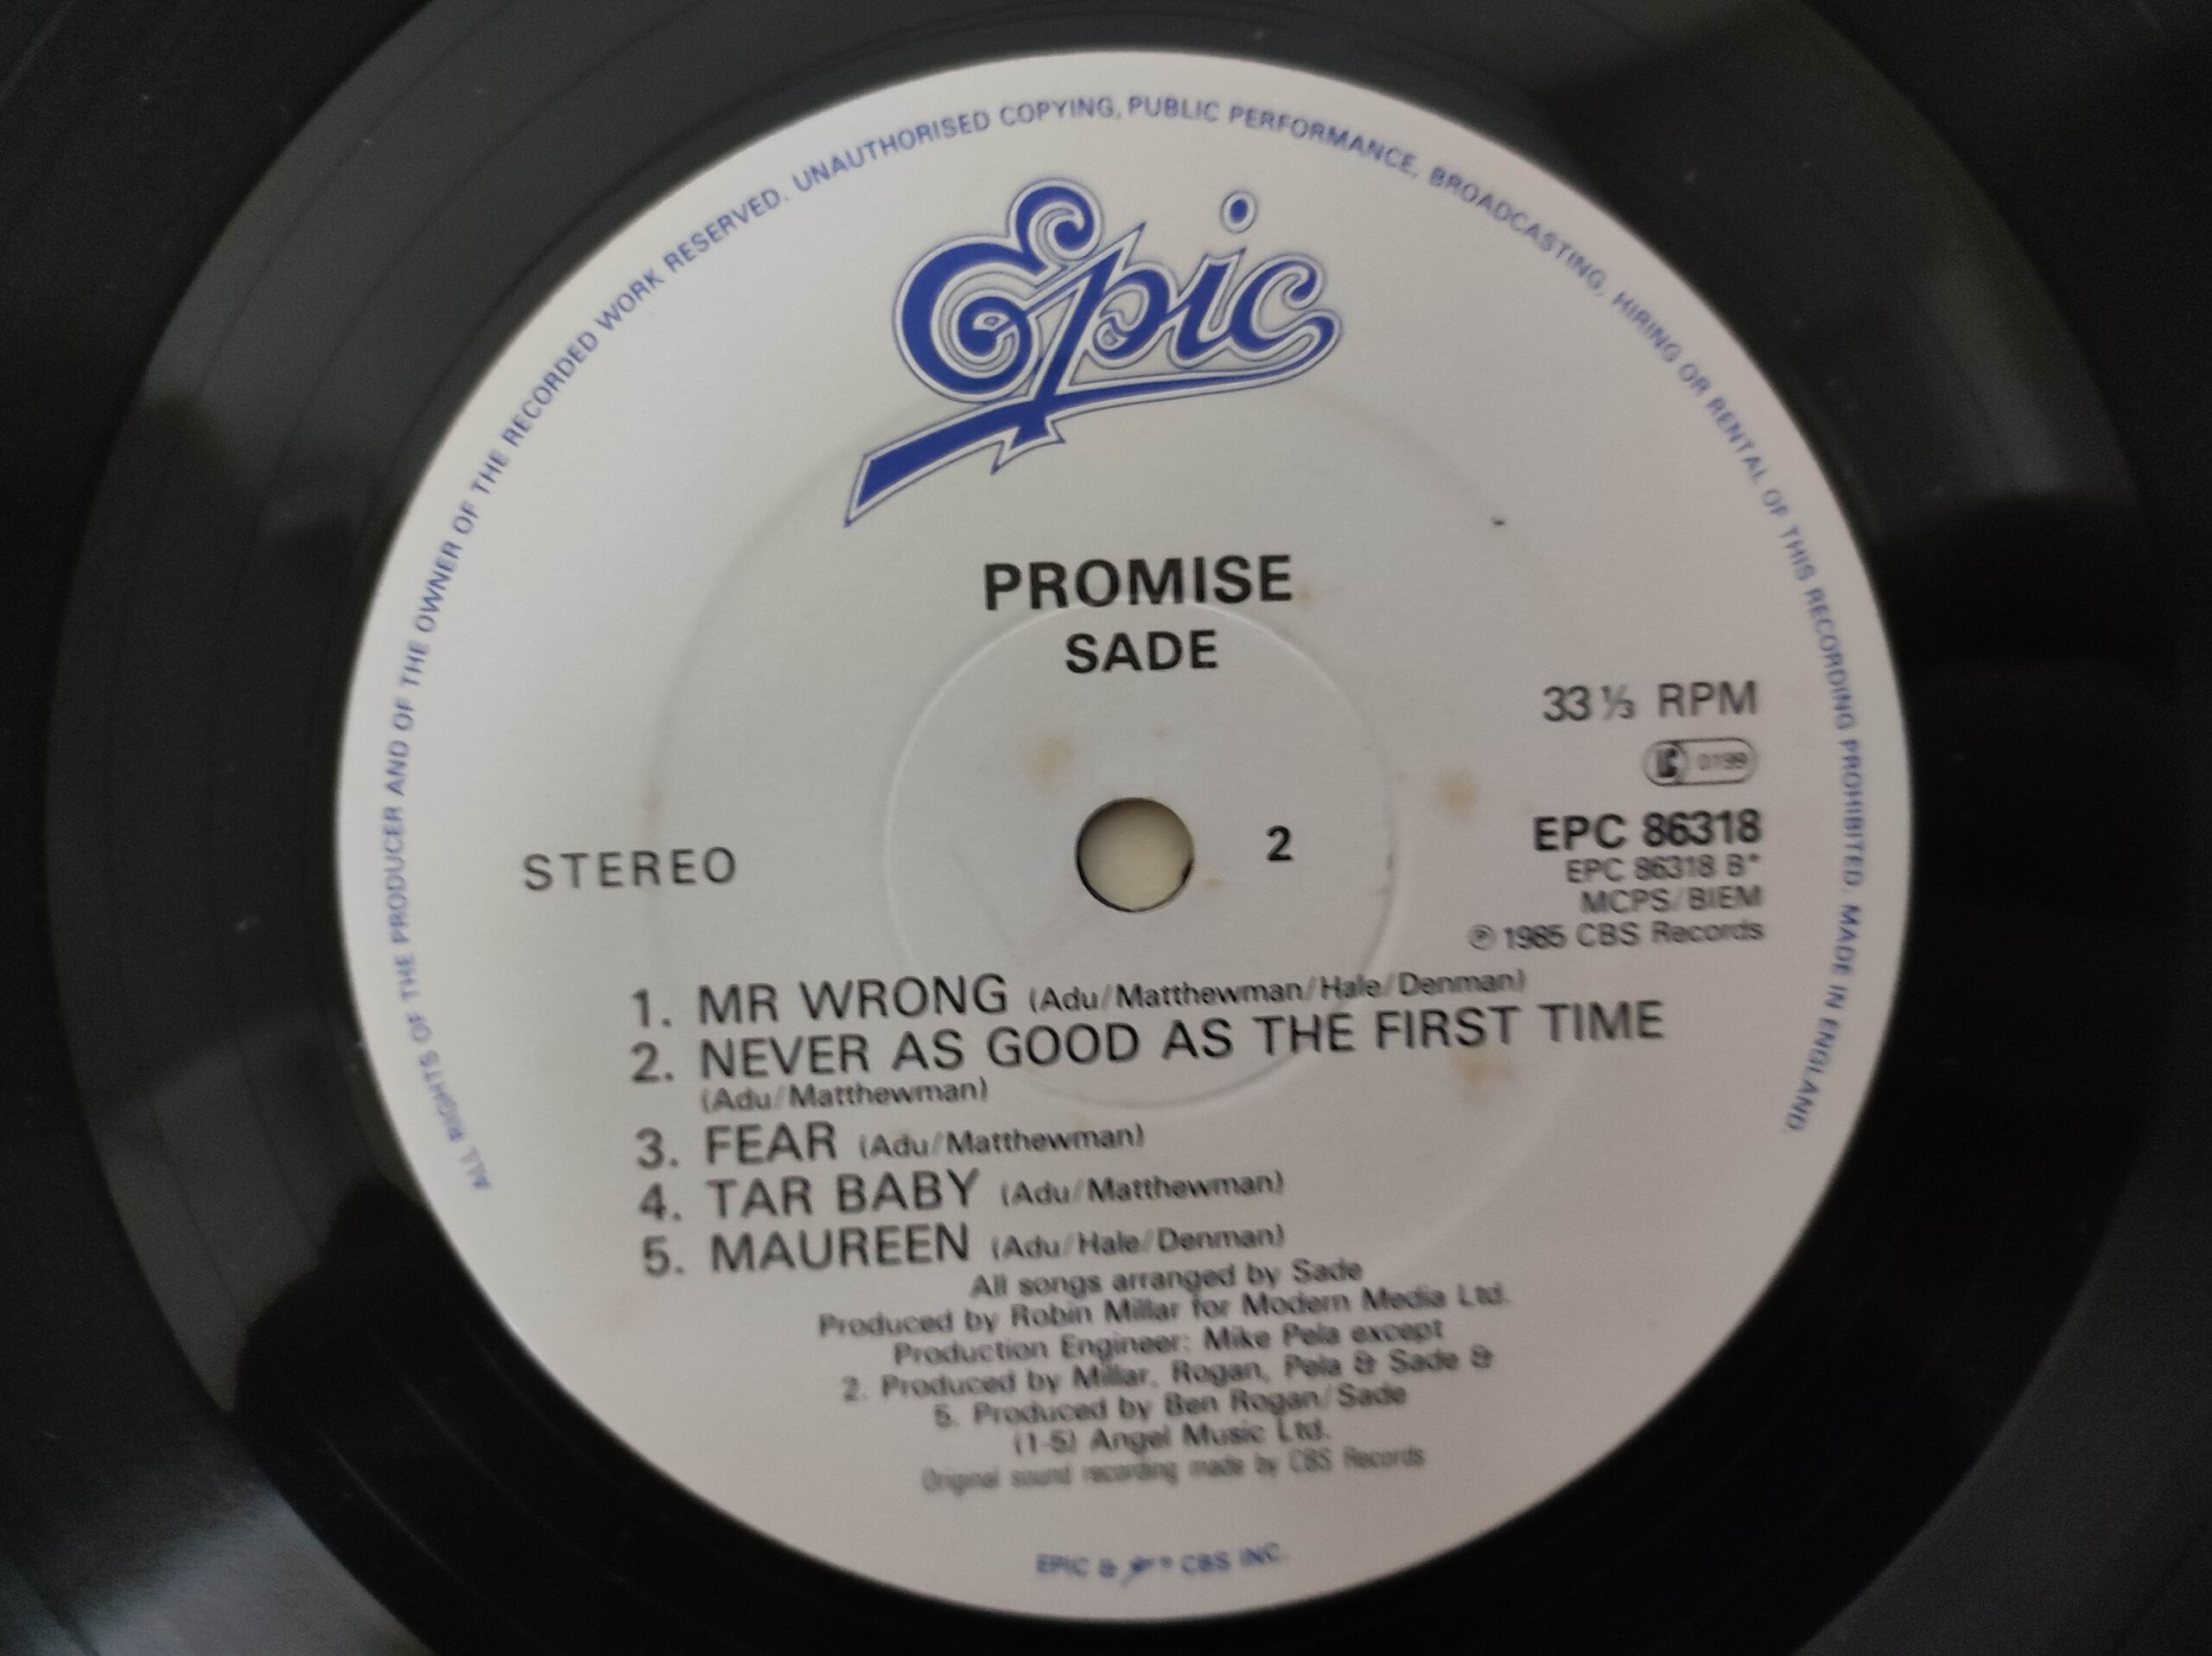 ALL RIGHTS OF THE PRODUCER AND OF THE OWNER OF THE RECORDED WORK RESERVED. UNAUTHORISED COPYING, PUBLIC PERFORMANCE, BROADCASTING, HIRING OR RENTAL OF THIS RECORDING PROHIBITED. MADE IN ENGLAND.
Epic
PROMISE
SADE
33⅓ RPM
0199
STEREO
2
EPC 86318
EPC 86318 B*
MCPS/BIEM
℗ 1985 CBS Records
1. MR WRONG (Adu/Matthewman/Hale/Denman)
2. NEVER AS GOOD AS THE FIRST TIME
(Adu/Matthewman)
3. FEAR (Adu/Matthewman)
4. TAR BABY (Adu/Matthewman)
5. MAUREEN (Adu/Hale/Denman)
All songs arranged by Sade
Produced by Robin Millar for Modern Media Ltd.
Production Engineer: Mike Pela except
2. Produced by Millar, Rogan, Pela & Sade &
5. Produced by Ben Rogan/Sade
(1-5) Angel Music Ltd.
Original sound recording made by CBS Records
EPIC & CBS INC.